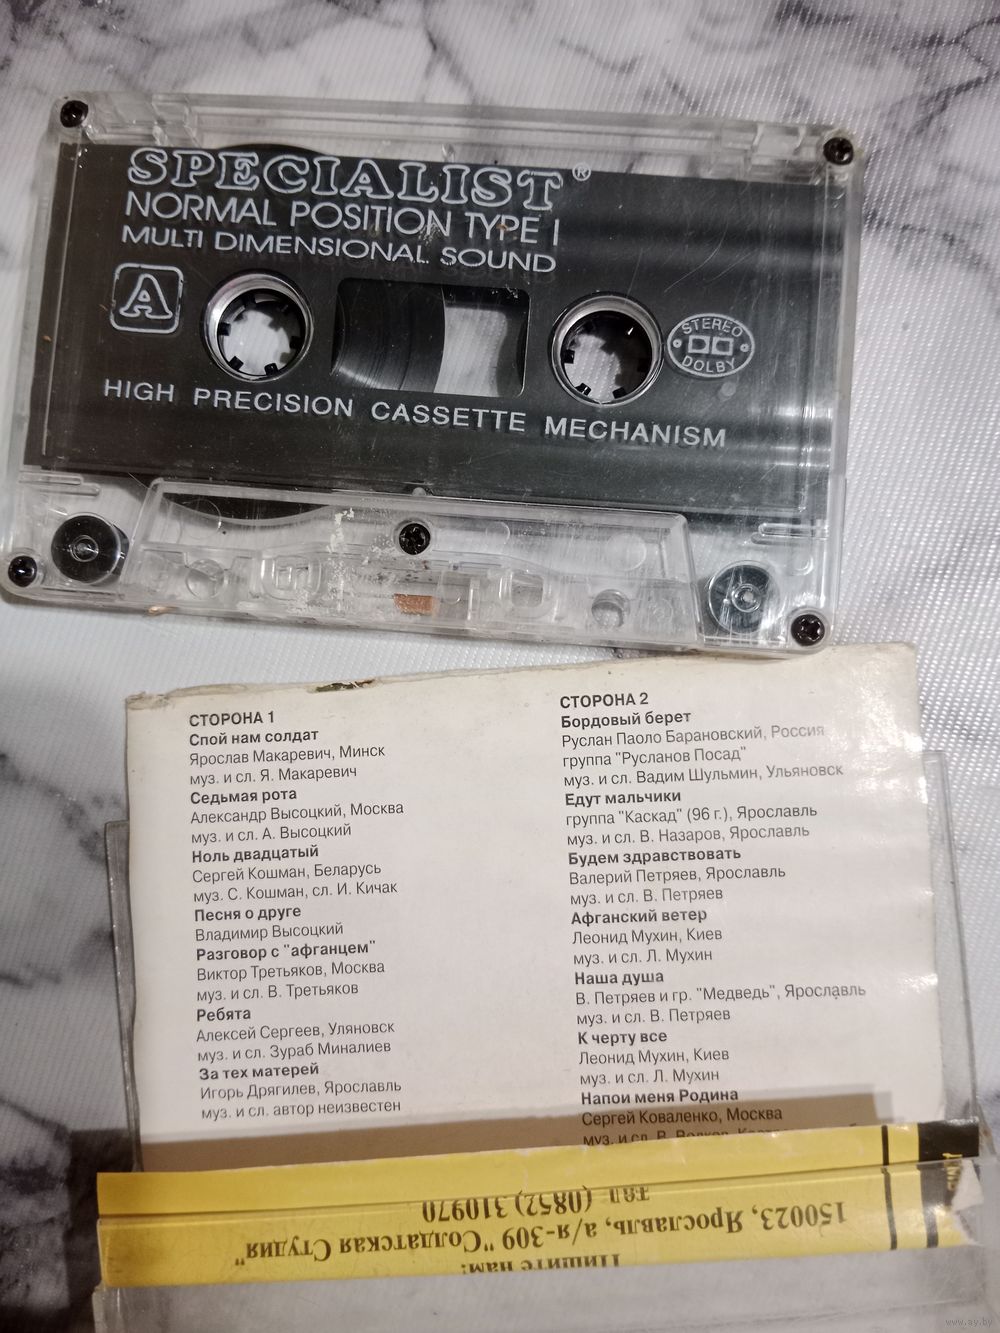 SPECIALIST ®
NORMAL POSITION TYPE I
MULTI DIMENSIONAL SOUND
A
STEREO
DOLBY
HIGH PRECISION CASSETTE MECHANISM
СТОРОНА 1
Спой нам солдат
Ярослав Макаревич, Минск
муз. и сл. Я. Макаревич
Седьмая рота
Александр Высоцкий, Москва
муз. и сл. А. Высоцкий
Ноль двадцатый
Сергей Кошман, Беларусь
муз. С. Кошман, сл. И. Кичак
Песня о друге
Владимир Высоцкий
Разговор с "афганцем"
Виктор Третьяков, Москва
муз. и сл. В. Третьяков
Ребята
Алексей Сергеев, Уляновск
муз. и сл. Зураб Миналиев
За тех матерей
Игорь Дрягилев, Ярославль
муз. и сл. автор неизвестен
СТОРОНА 2
Бордовый берет
Руслан Паоло Барановский, Россия
группа "Русланов Посад"
муз. и сл. Вадим Шульмин, Ульяновск
Едут мальчики
группа "Каскад" (96 г.), Ярославль
муз. и сл. В. Назаров, Ярославль
Будем здравствовать
Валерий Петряев, Ярославль
муз. и сл. В. Петряев
Афганский ветер
Леонид Мухин, Киев
муз. и сл. Л. Мухин
Наша душа
В. Петряев и гр. "Медведь", Ярославль
муз. и сл. В. Петряев
К черту все
Леонид Мухин, Киев
муз. и сл. Л. Мухин
Напои меня Родина
Сергей Коваленко, Москва
муз. и сл. В. Волков
Пишите нам:
150023, Ярославль, а/я-309 "Солдатская Студия"
тел (0852) 310970
www.ay.by